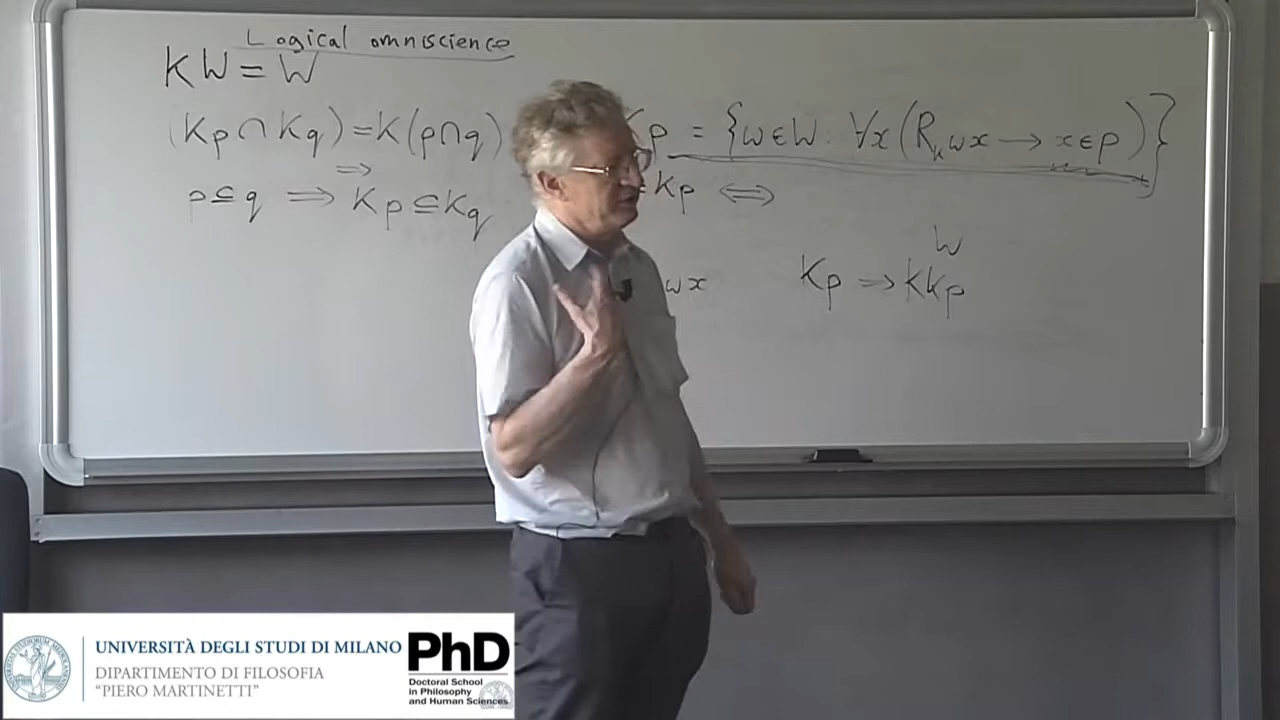 Logical omniscience
KW = W
(Kp ∩ Kq) = K(p ∩ q)
⇒
p ⊆ q ⇒ Kp ⊆ Kq
p = {w ∈ W: ∀x (R_K wx → x ∈ p)}
Kp ⇔
W
wx
Kp ⇒ KKp
UNIVERSITÀ DEGLI STUDI DI MILANO
DIPARTIMENTO DI FILOSOFIA
"PIERO MARTINETTI"
PhD
Doctoral School
in Philosophy
and Human Sciences